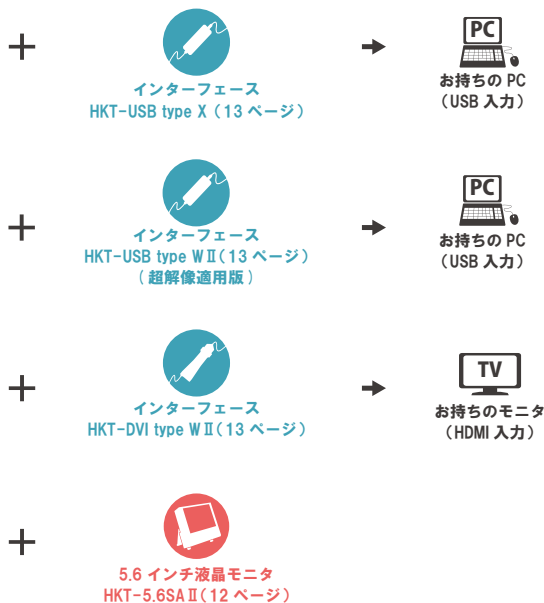 PC
インターフェース
HKT-USB type X（13 ページ）
お持ちの PC
（USB 入力）
PC
インターフェース
HKT-USB type WⅡ（13 ページ）
（超解像適用版）
お持ちの PC
（USB 入力）
TV
インターフェース
HKT-DVI type WⅡ（13 ページ）
お持ちのモニタ
（HDMI 入力）
5.6 インチ液晶モニタ
HKT-5.6SAⅡ（12 ページ）